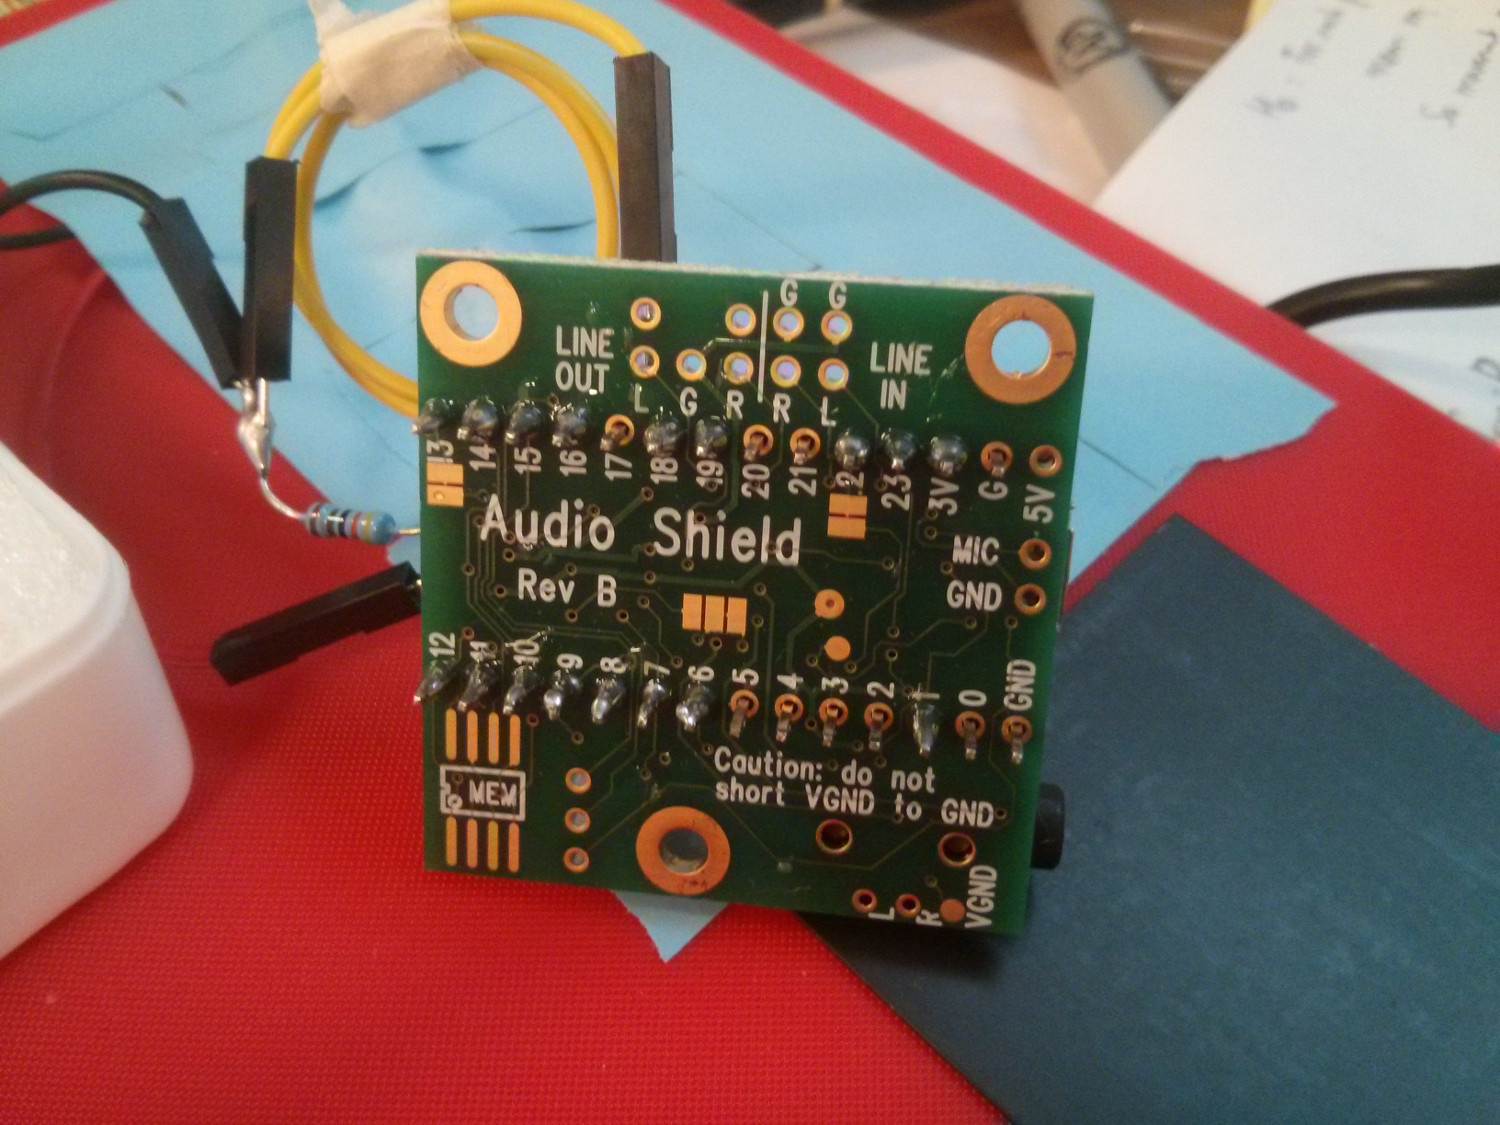 G G
LINE
OUT
LINE
IN
L G R R L
13 14 15 16 17 18 19 20 21 22 23 3V G 5V
Audio Shield
MIC
Rev B
GND
12 11 10 9 8 7 6 5 4 3 2 1 0 GND
Caution: do not
short VGND to GND
MEM
L R VGND